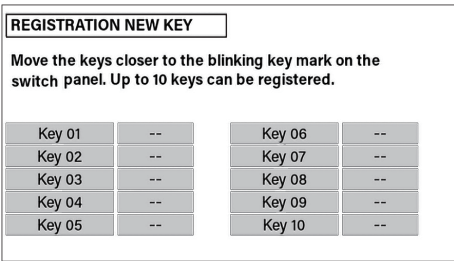 REGISTRATION NEW KEY
Move the keys closer to the blinking key mark on the
switch panel. Up to 10 keys can be registered.
Key 01 -- Key 06 --
Key 02 -- Key 07 --
Key 03 -- Key 08 --
Key 04 -- Key 09 --
Key 05 -- Key 10 --